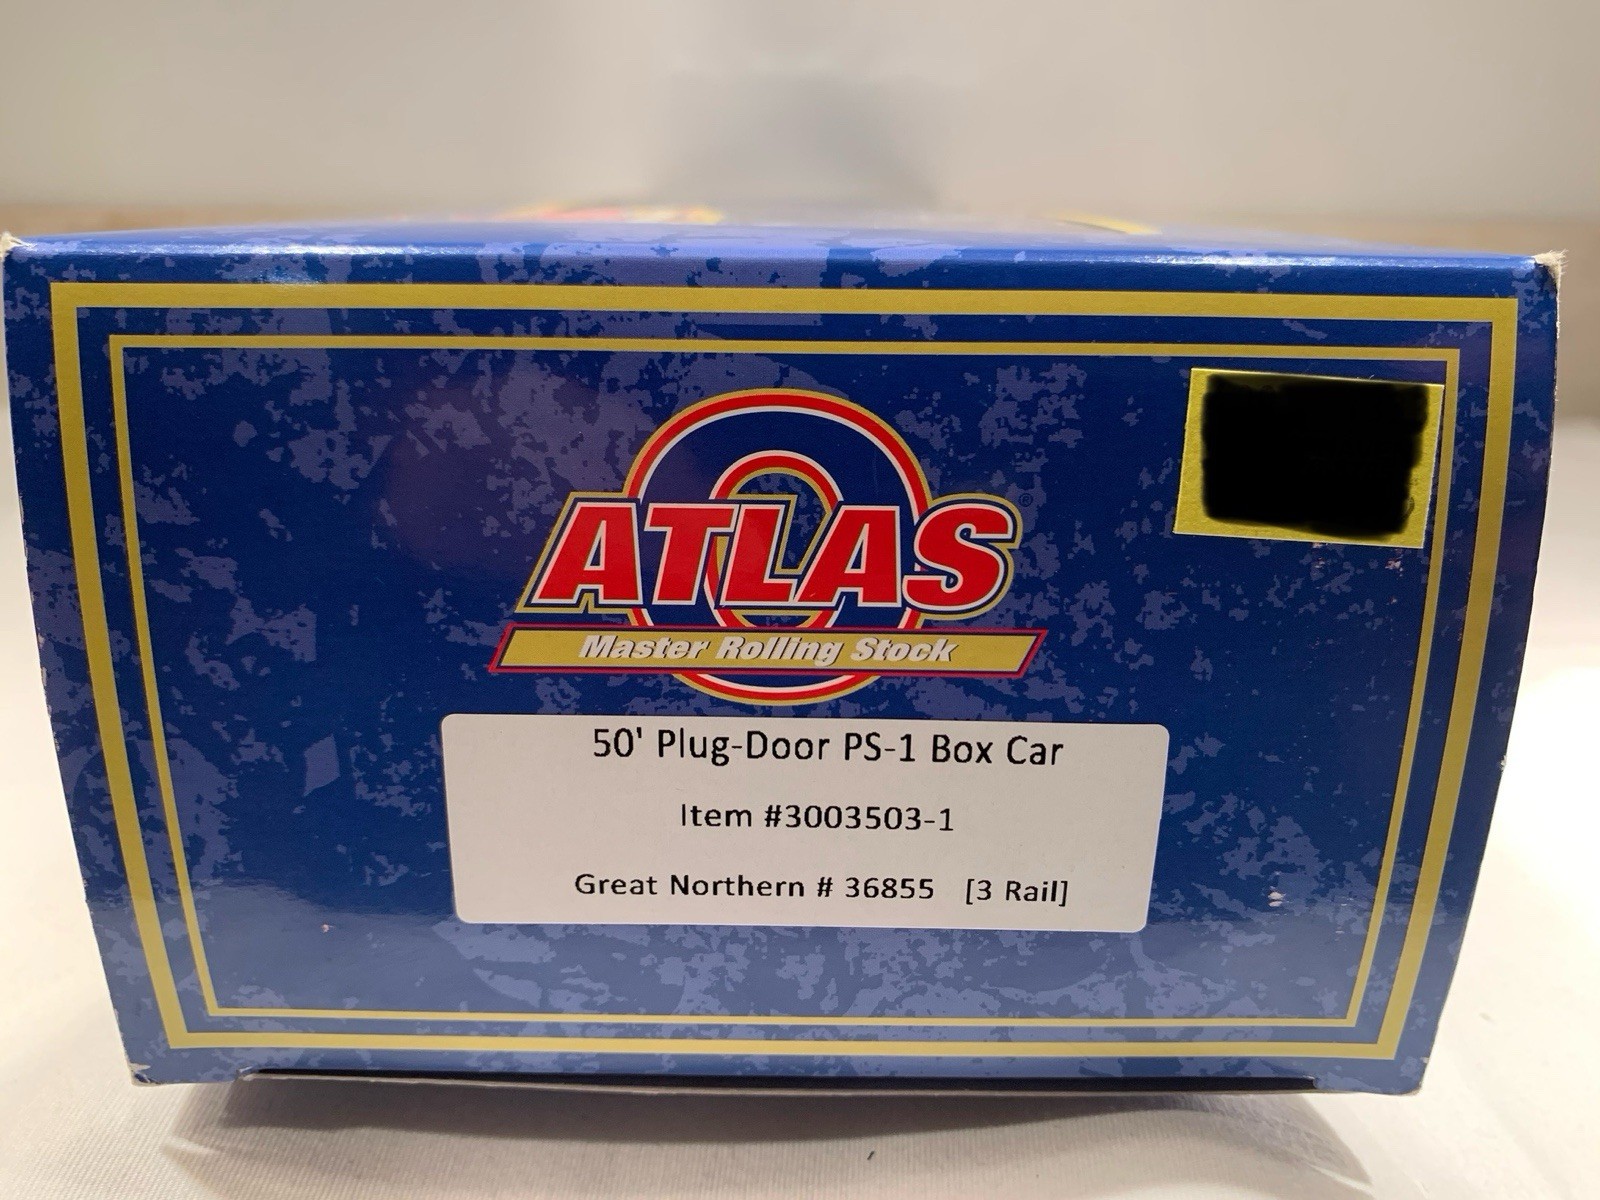 ATLAS
Master Rolling Stock
50' Plug-Door PS-1 Box Car
Item #3003503-1
Great Northern # 36855 [3 Rail]